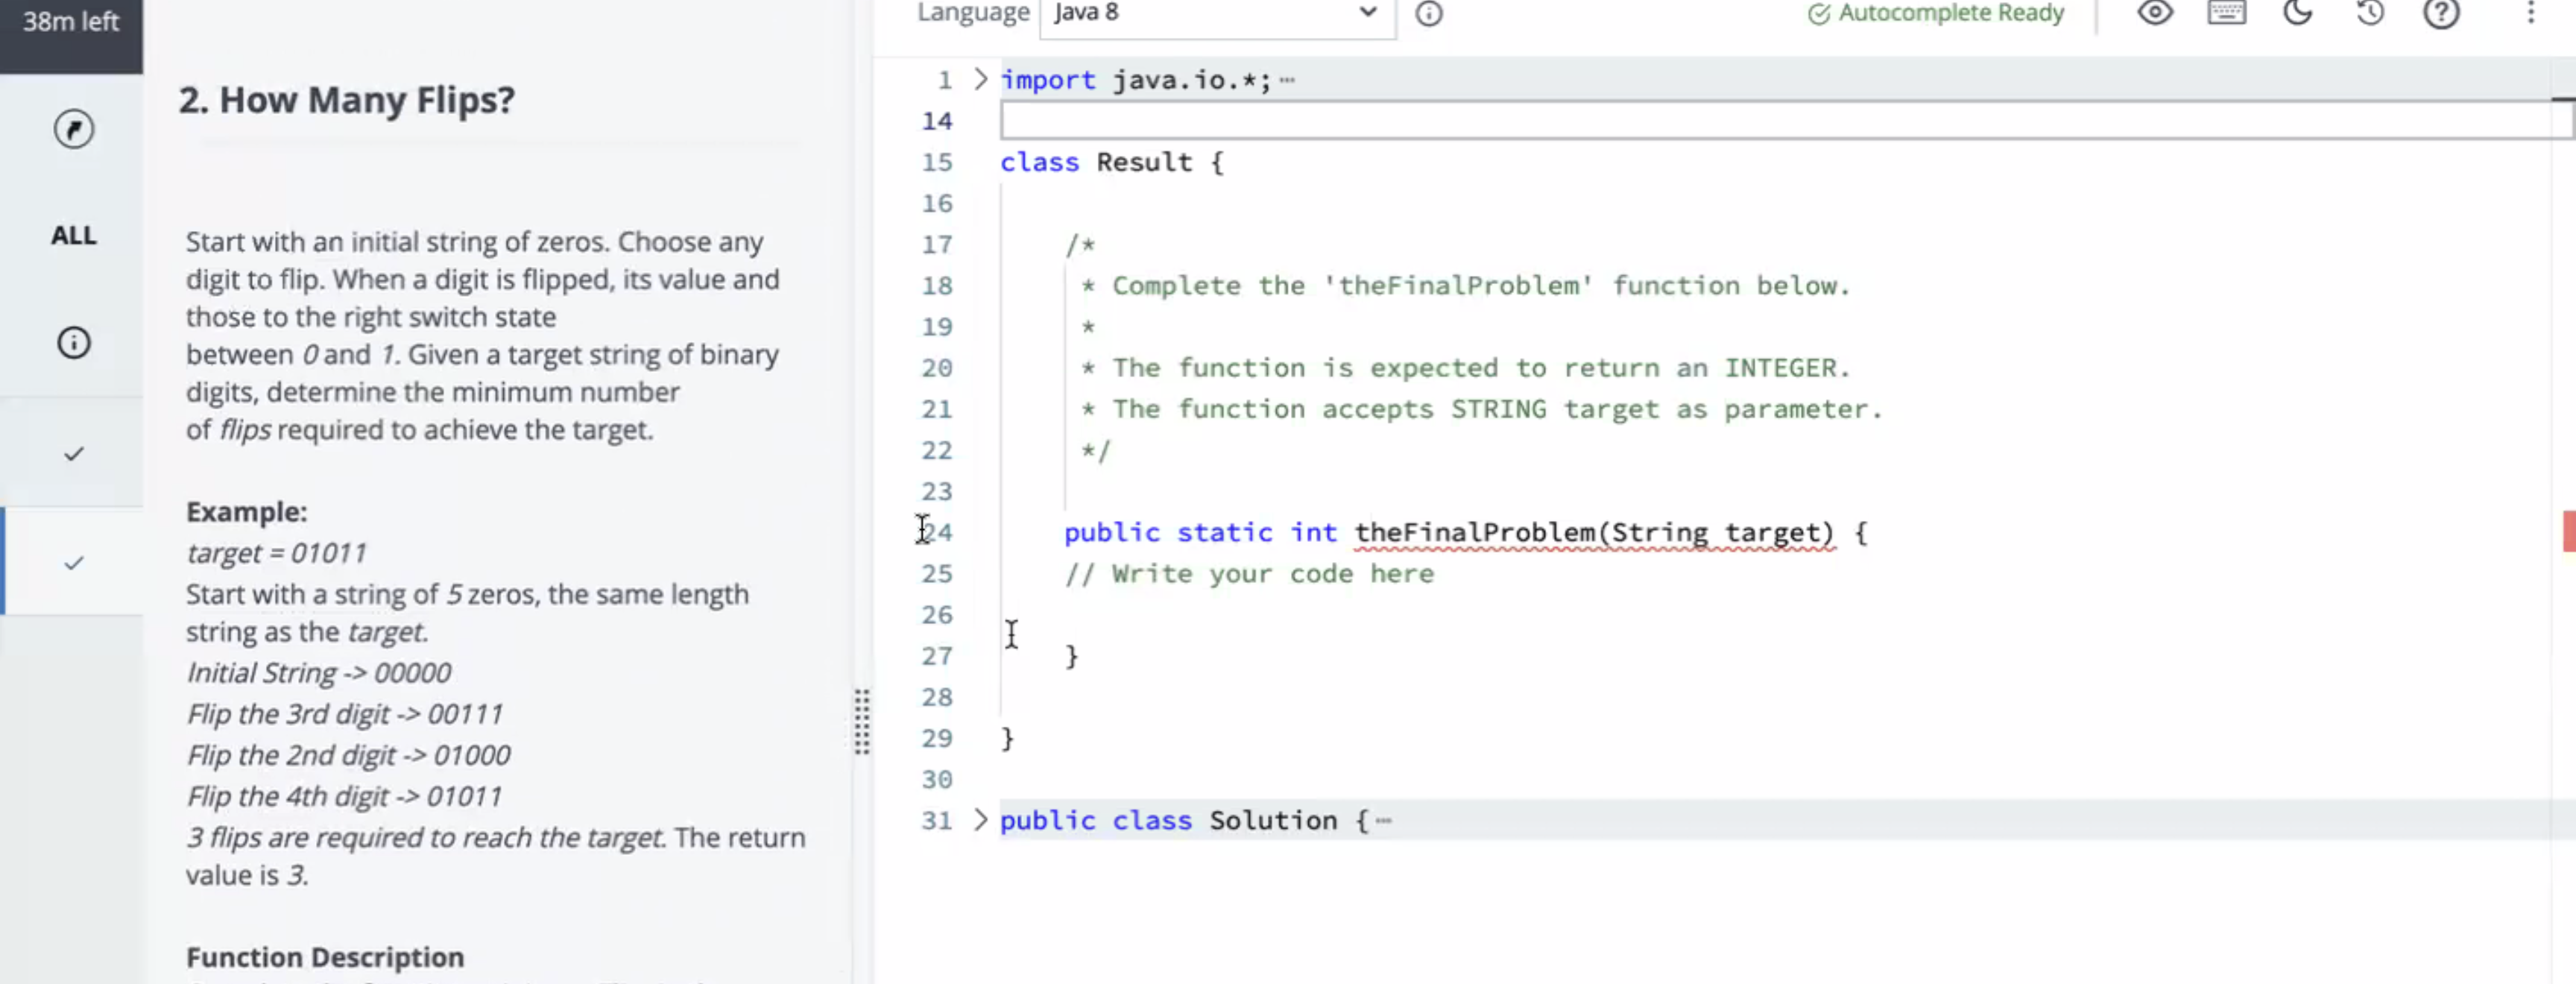 38m left
ALL
2. How Many Flips?
Start with an initial string of zeros. Choose any
digit to flip. When a digit is flipped, its value and
those to the right switch state
between 0 and 1. Given a target string of binary
digits, determine the minimum number
of flips required to achieve the target.
Example:
target = 01011
Start with a string of 5 zeros, the same length
string as the target.
Initial String -> 00000
Flip the 3rd digit -> 00111
Flip the 2nd digit -> 01000
Flip the 4th digit -> 01011
3 flips are required to reach the target. The return
value is 3.
Function Description
Language Java 8
Autocomplete Ready
1 import java.io.*;
14
15 class Result {
16
17 /*
18 * Complete the 'theFinalProblem' function below.
19 *
20 * The function is expected to return an INTEGER.
21 * The function accepts STRING target as parameter.
22 */
23
24 public static int theFinalProblem(String target) {
25 // Write your code here
26
27 }
28
29 }
30
31 public class Solution {